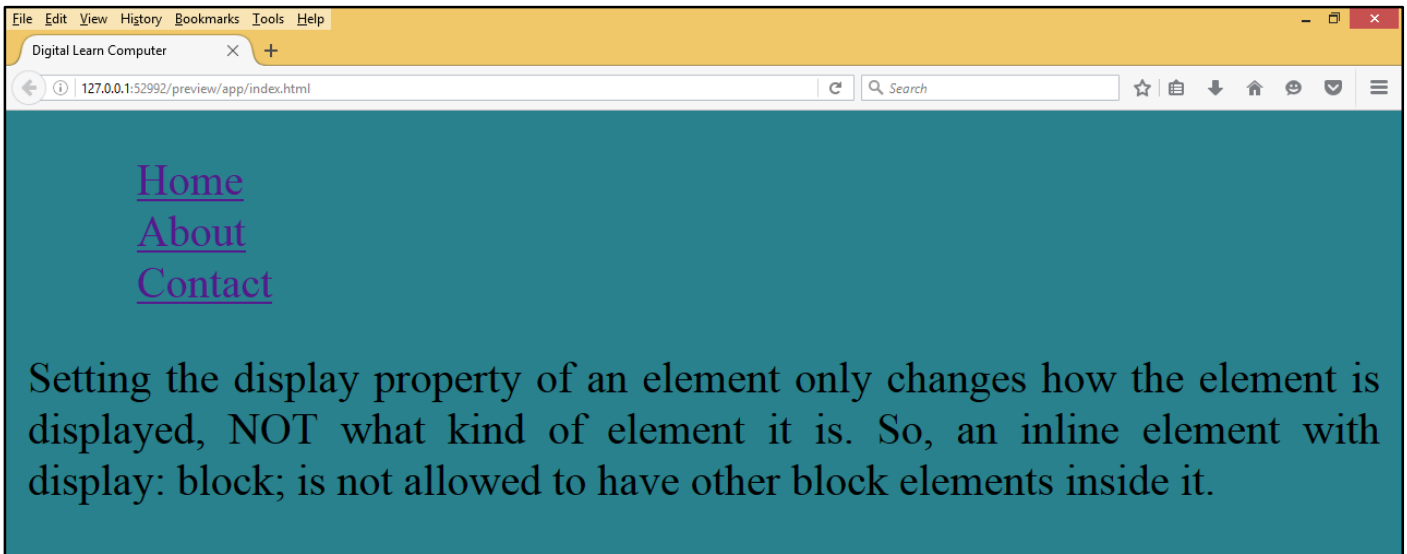 File Edit View History Bookmarks Tools Help
Digital Learn Computer
127.0.0.1:52992/preview/app/index.html Search
Home
About
Contact
Setting the display property of an element only changes how the element is
displayed, NOT what kind of element it is. So, an inline element with
display: block; is not allowed to have other block elements inside it.